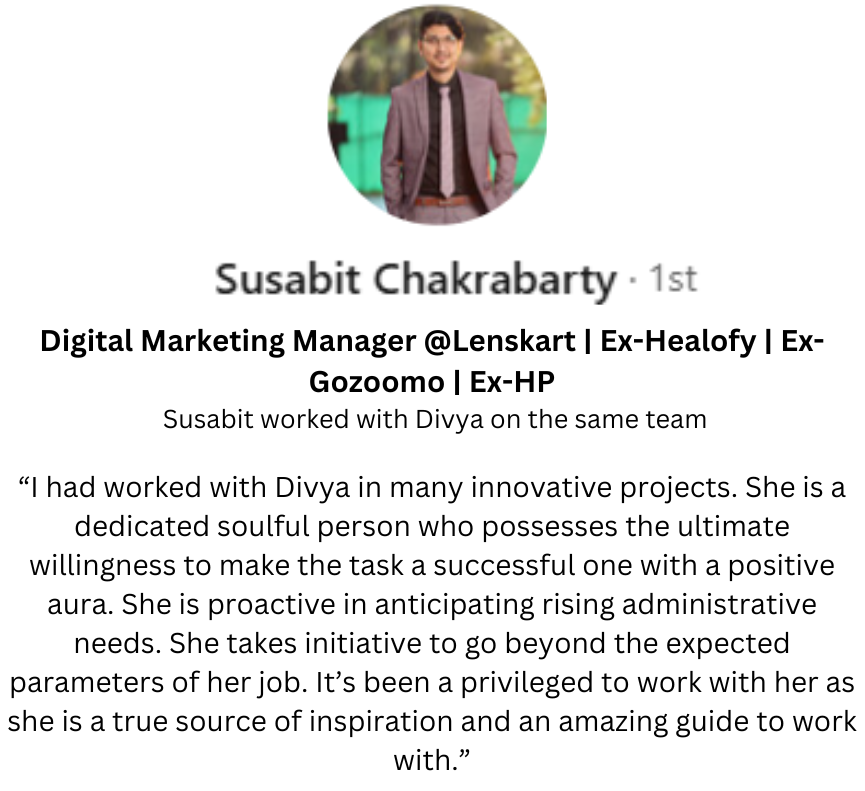 Susabit Chakrabarty · 1st
Digital Marketing Manager @Lenskart | Ex-Healofy | Ex-
Gozoomo | Ex-HP
Susabit worked with Divya on the same team
“I had worked with Divya in many innovative projects. She is a
dedicated soulful person who possesses the ultimate
willingness to make the task a successful one with a positive
aura. She is proactive in anticipating rising administrative
needs. She takes initiative to go beyond the expected
parameters of her job. It’s been a privileged to work with her as
she is a true source of inspiration and an amazing guide to work
with.”